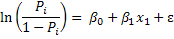 ln(Pᵢ / (1 − Pᵢ)) = β₀ + β₁x₁ + ε